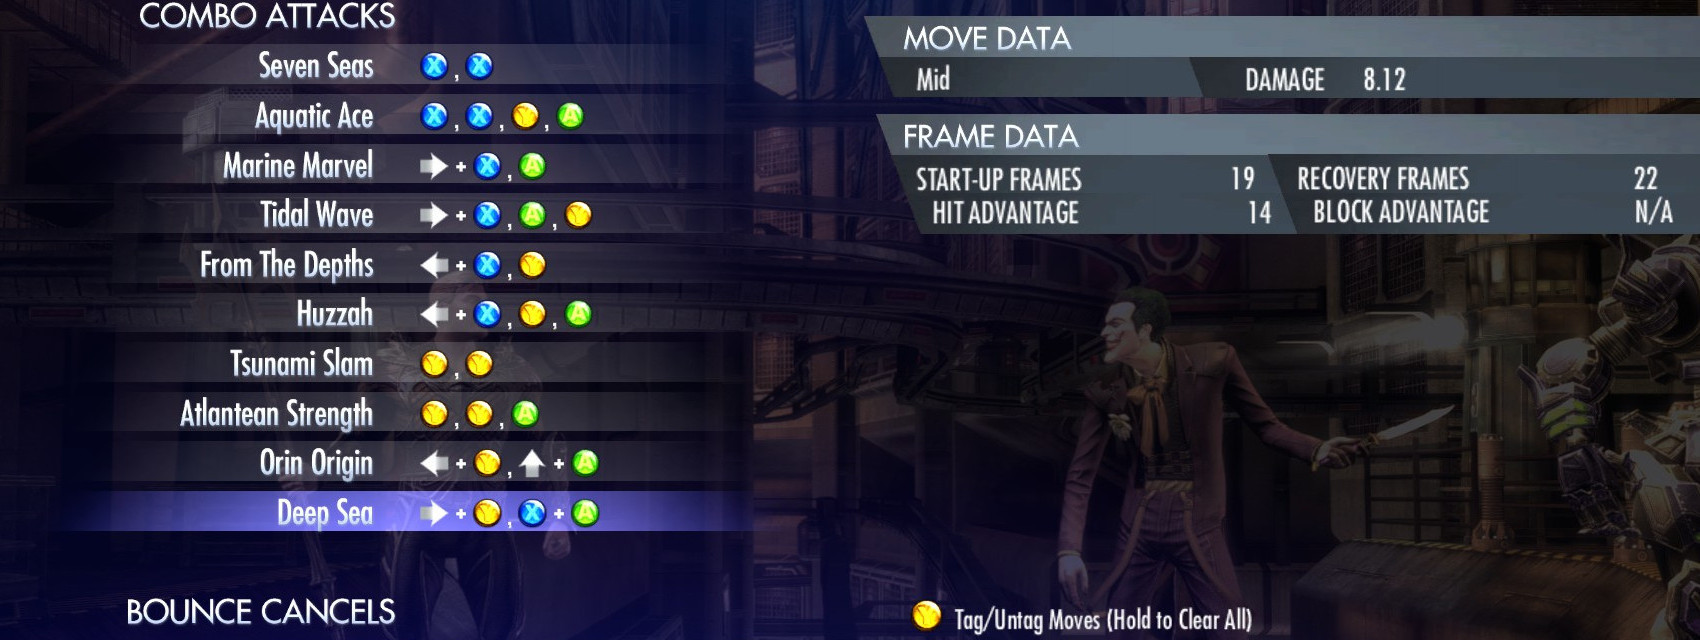 COMBO ATTACKS
Seven Seas X , X
Aquatic Ace X , X , Y , A
Marine Marvel + X , A
Tidal Wave + X , A , Y
From The Depths + X , Y
Huzzah + X , Y , A
Tsunami Slam Y , Y
Atlantean Strength Y , Y , A
Orin Origin + Y , + A
Deep Sea + Y , X + A
BOUNCE CANCELS
MOVE DATA
Mid DAMAGE 8.12
FRAME DATA
START-UP FRAMES 19 RECOVERY FRAMES 22
HIT ADVANTAGE 14 BLOCK ADVANTAGE N/A
Y Tag/Untag Moves (Hold to Clear All)